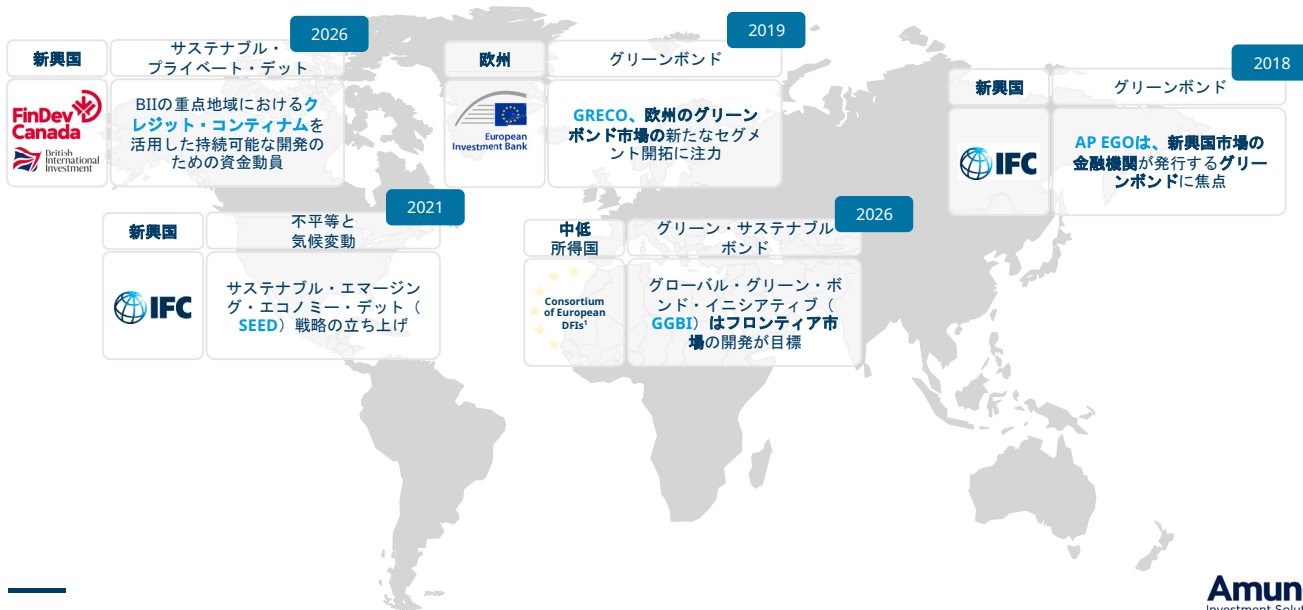 2026
新興国
サステナブル・
プライベート・デット
FinDev
Canada
British
International
Investment
BIIの重点地域におけるク
レジット・コンティナムを
活用した持続可能な開発の
ための資金動員
2019
欧州
グリーンボンド
European
Investment Bank
GRECO、欧州のグリーン
ボンド市場の新たなセグメ
ント開拓に注力
2018
新興国
グリーンボンド
IFC
AP EGOは、新興国市場の
金融機関が発行するグリー
ンボンドに焦点
2021
新興国
不平等と
気候変動
IFC
サステナブル・エマージン
グ・エコノミー・デット（
SEED）戦略の立ち上げ
2026
中低
所得国
グリーン・サステナブル
ボンド
Consortium
of European
DFIs¹
グローバル・グリーン・ボ
ンド・イニシアティブ（
GGBI）はフロンティア市
場の開発が目標
Amun
Investment Solut